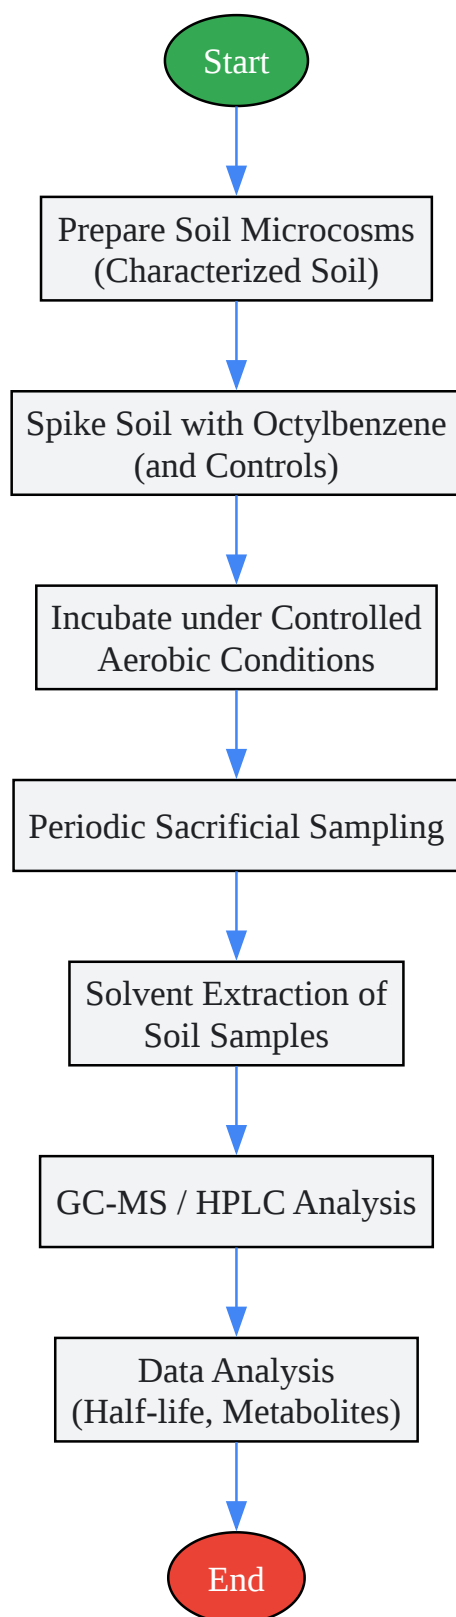 Start
Prepare Soil Microcosms
(Characterized Soil)
Spike Soil with Octylbenzene
(and Controls)
Incubate under Controlled
Aerobic Conditions
Periodic Sacrificial Sampling
Solvent Extraction of
Soil Samples
GC-MS / HPLC Analysis
Data Analysis
(Half-life, Metabolites)
End